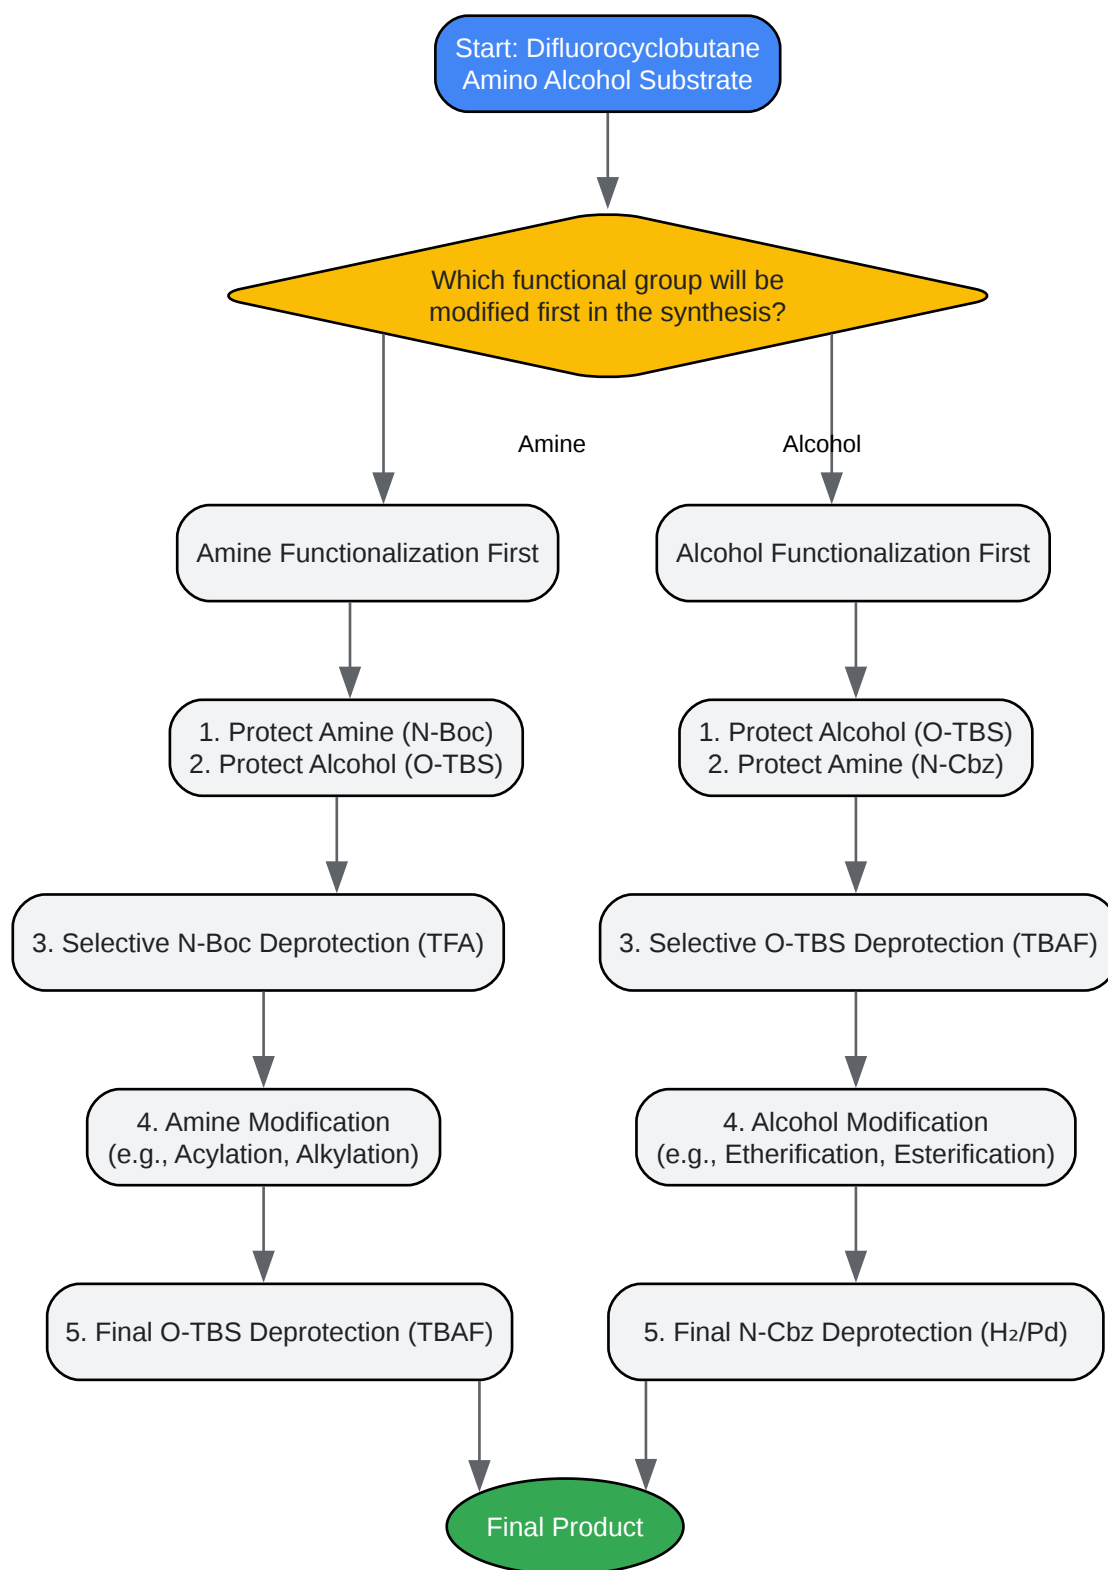 Start: Difluorocyclobutane
Amino Alcohol Substrate
Which functional group will be
modified first in the synthesis?
Amine
Alcohol
Amine Functionalization First
Alcohol Functionalization First
1. Protect Amine (N-Boc)
2. Protect Alcohol (O-TBS)
1. Protect Alcohol (O-TBS)
2. Protect Amine (N-Cbz)
3. Selective N-Boc Deprotection (TFA)
3. Selective O-TBS Deprotection (TBAF)
4. Amine Modification
(e.g., Acylation, Alkylation)
4. Alcohol Modification
(e.g., Etherification, Esterification)
5. Final O-TBS Deprotection (TBAF)
5. Final N-Cbz Deprotection (H₂/Pd)
Final Product